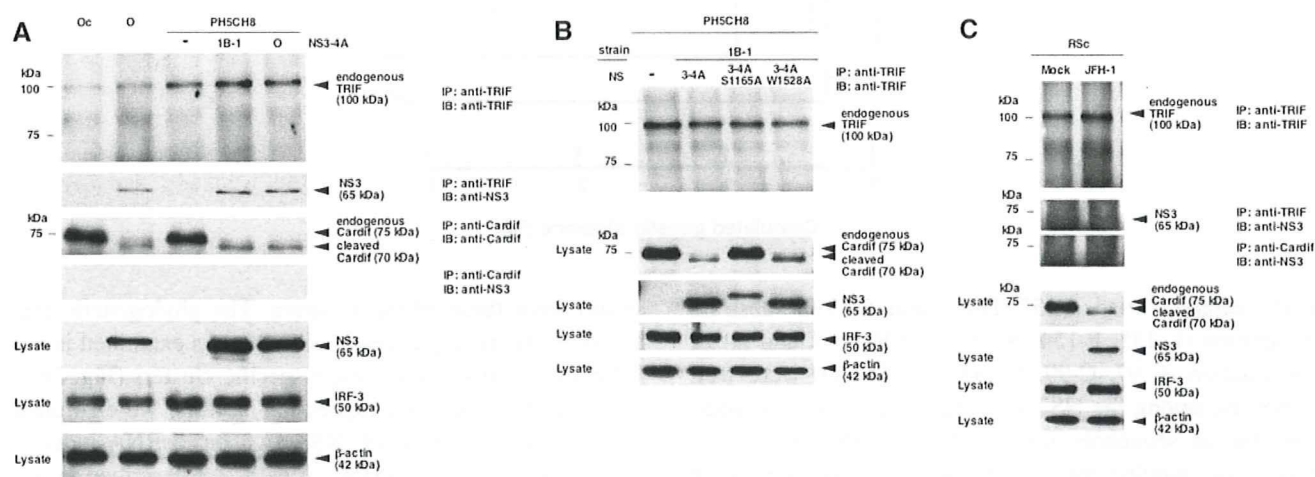 A
Oc O PH5CH8
- 1B-1 O NS3-4A
kDa
100
75
endogenous
TRIF
(100 kDa)
IP: anti-TRIF
IB: anti-TRIF
NS3
(65 kDa)
IP: anti-TRIF
IB: anti-NS3
kDa
75
endogenous
Cardif (75 kDa)
cleaved
Cardif (70 kDa)
IP: anti-Cardif
IB: anti-Cardif
IP: anti-Cardif
IB: anti-NS3
Lysate NS3
(65 kDa)
Lysate IRF-3
(50 kDa)
Lysate β-actin
(42 kDa)
B
PH5CH8
strain 1B-1
NS - 3-4A 3-4A S1165A 3-4A W1528A
IP: anti-TRIF
IB: anti-TRIF
kDa
100
75
endogenous
TRIF
(100 kDa)
kDa
75
Lysate
endogenous
Cardif (75 kDa)
cleaved
Cardif (70 kDa)
Lysate NS3
(65 kDa)
Lysate IRF-3
(50 kDa)
Lysate β-actin
(42 kDa)
C
RSc
Mock JFH-1
kDa
100
75
endogenous
TRIF
(100 kDa)
IP: anti-TRIF
IB: anti-TRIF
kDa
75
NS3
(65 kDa)
IP: anti-TRIF
IB: anti-NS3
kDa
75
IP: anti-Cardif
IB: anti-NS3
Lysate kDa
75
endogenous
Cardif (75 kDa)
cleaved
Cardif (70 kDa)
Lysate NS3
(65 kDa)
Lysate IRF-3
(50 kDa)
Lysate β-actin
(42 kDa)